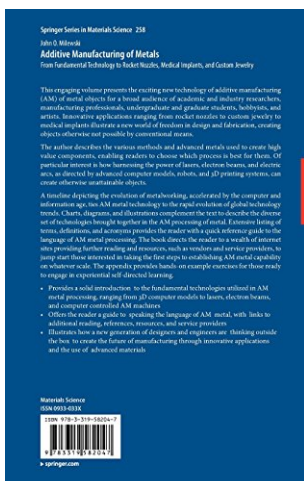 Springer Series in Materials Science 258
John O. Milewski
Additive Manufacturing of Metals
From Fundamental Technology to Rocket Nozzles, Medical Implants, and Custom Jewelry
This engaging volume presents the exciting new technology of additive manufacturing
(AM) of metal objects for a broad audience of academic and industry researchers,
manufacturing professionals, undergraduate and graduate students, hobbyists, and
artists. Innovative applications ranging from rocket nozzles to custom jewelry to
medical implants illustrate a new world of freedom in design and fabrication, creating
objects otherwise not possible by conventional means.
The author describes the various methods and advanced metals used to create high
value components, enabling readers to choose which process is best for them. Of
particular interest is how harnessing the power of lasers, electron beams, and electric
arcs, as directed by advanced computer models, robots, and 3D printing systems, can
create otherwise unattainable objects.
A timeline depicting the evolution of metalworking, accelerated by the computer and
information age, ties AM metal technology to the rapid evolution of global technology
trends. Charts, diagrams, and illustrations complement the text to describe the diverse
set of technologies brought together in the AM processing of metal. Extensive listing of
terms, definitions, and acronyms provides the reader with a quick reference guide to the
language of AM metal processing. The book directs the reader to a wealth of internet
sites providing further reading and resources, such as vendors and service providers, to
jump start those interested in taking the first steps to establishing AM metal capability
on whatever scale. The appendix provides hands-on example exercises for those ready
to engage in experiential self-directed learning.
• Provides a solid introduction to the fundamental technologies utilized in AM
metal processing, ranging from 3D computer models to lasers, electron beams,
and computer controlled AM machines
• Offers the reader a guide to speaking the language of AM metal, with links to
additional reading, references, resources, and service providers
• Illustrates how a new generation of designers and engineers are thinking outside
the box to create the future of manufacturing through innovative applications
and the use of advanced materials
Materials Science
ISSN 0933-033X
ISBN 978-3-319-58204-7
9 783319 582047
▸ springer.com